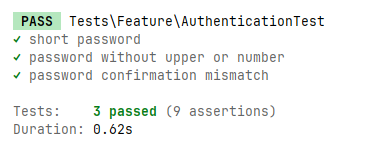 PASS Tests\Feature\AuthenticationTest
✓ short password
✓ password without upper or number
✓ password confirmation mismatch
Tests: 3 passed (9 assertions)
Duration: 0.62s